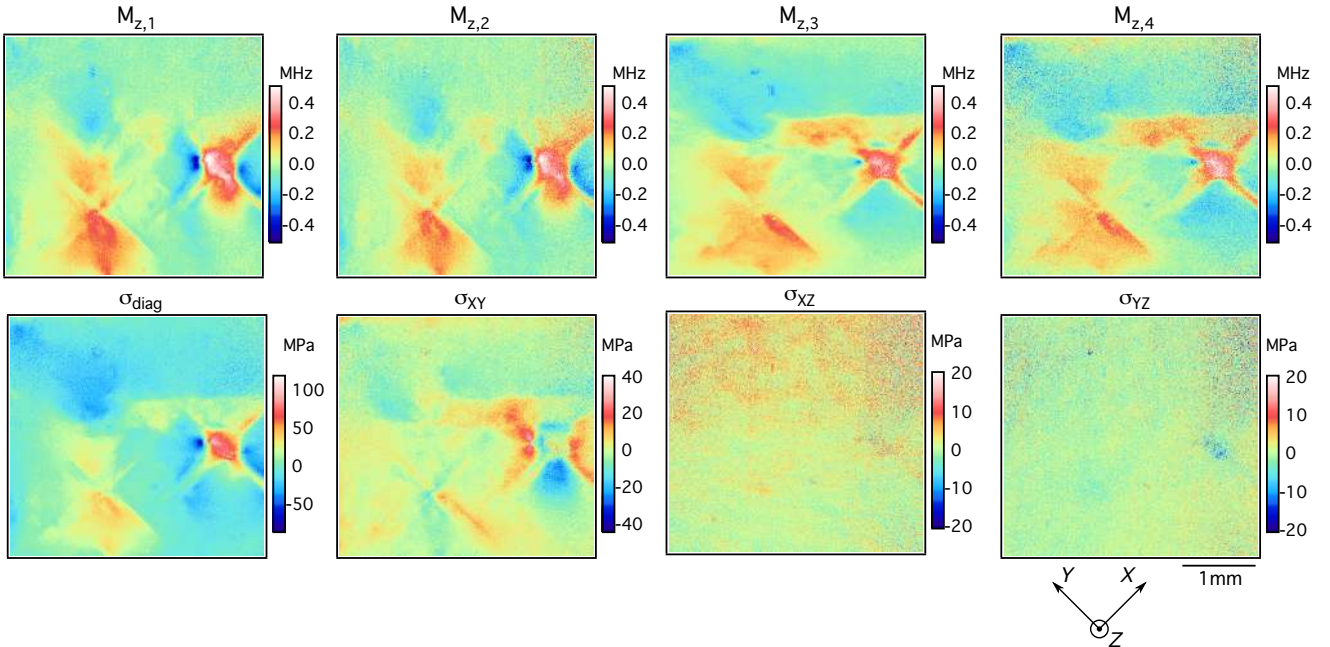 M_z,1 M_z,2 M_z,3 M_z,4
MHz MHz MHz MHz
0.4 0.4 0.4 0.4
0.2 0.2 0.2 0.2
0.0 0.0 0.0 0.0
-0.2 -0.2 -0.2 -0.2
-0.4 -0.4 -0.4 -0.4
σ_diag σ_XY σ_XZ σ_YZ
MPa MPa MPa MPa
100 40 20 20
50 20 10 10
0 0 0 0
-50 -20 -10 -10
-40 -20 -20
Y X 1mm
Z